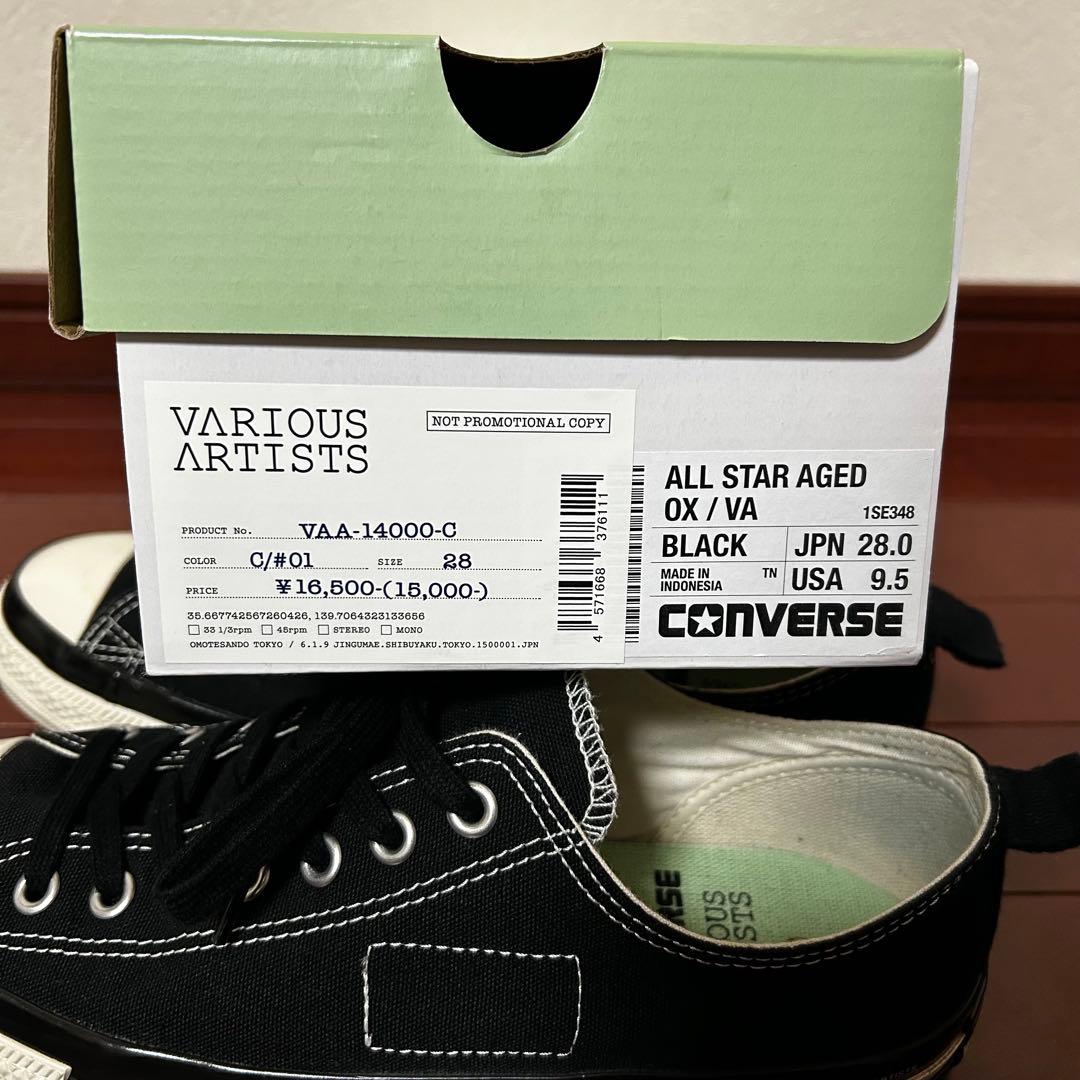 VARIOUS
ARTISTS
NOT PROMOTIONAL COPY
PRODUCT No. VAA-14000-C
COLOR C/#01 SIZE 28
PRICE ¥16,500-(15,000-)
35.667742567260426, 139.7064323133656
33 1/3rpm 45rpm STEREO MONO
OMOTESANDO TOKYO / 6.1.9 JINGUMAE.SHIBUYAKU.TOKYO.1500001.JPN
4 571668 376111
ALL STAR AGED
OX / VA 1SE348
BLACK JPN 28.0
MADE IN INDONESIA TN USA 9.5
CONVERSE
RSE
OUS
STS